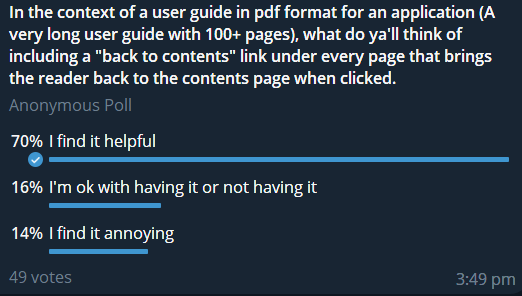 In the context of a user guide in pdf format for an application (A
very long user guide with 100+ pages), what do ya'll think of
including a "back to contents" link under every page that brings
the reader back to the contents page when clicked.
Anonymous Poll
70% I find it helpful
16% I'm ok with having it or not having it
14% I find it annoying
49 votes 3:49 pm